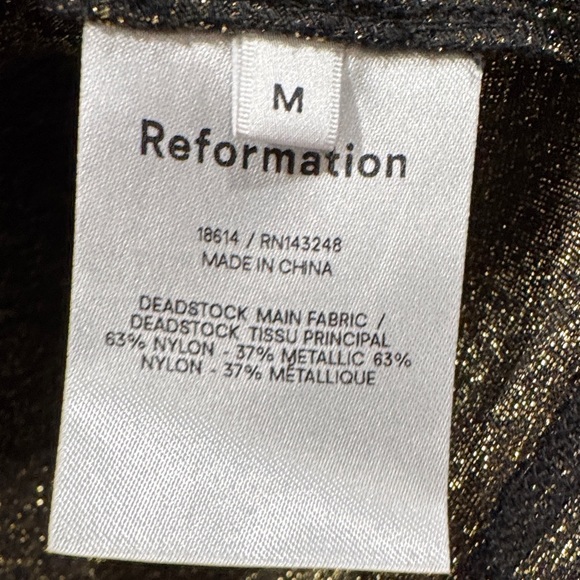 M
Reformation
18614 / RN143248
MADE IN CHINA
DEADSTOCK MAIN FABRIC /
DEADSTOCK TISSU PRINCIPAL
63% NYLON - 37% METALLIC 63%
NYLON - 37% MÉTALLIQUE